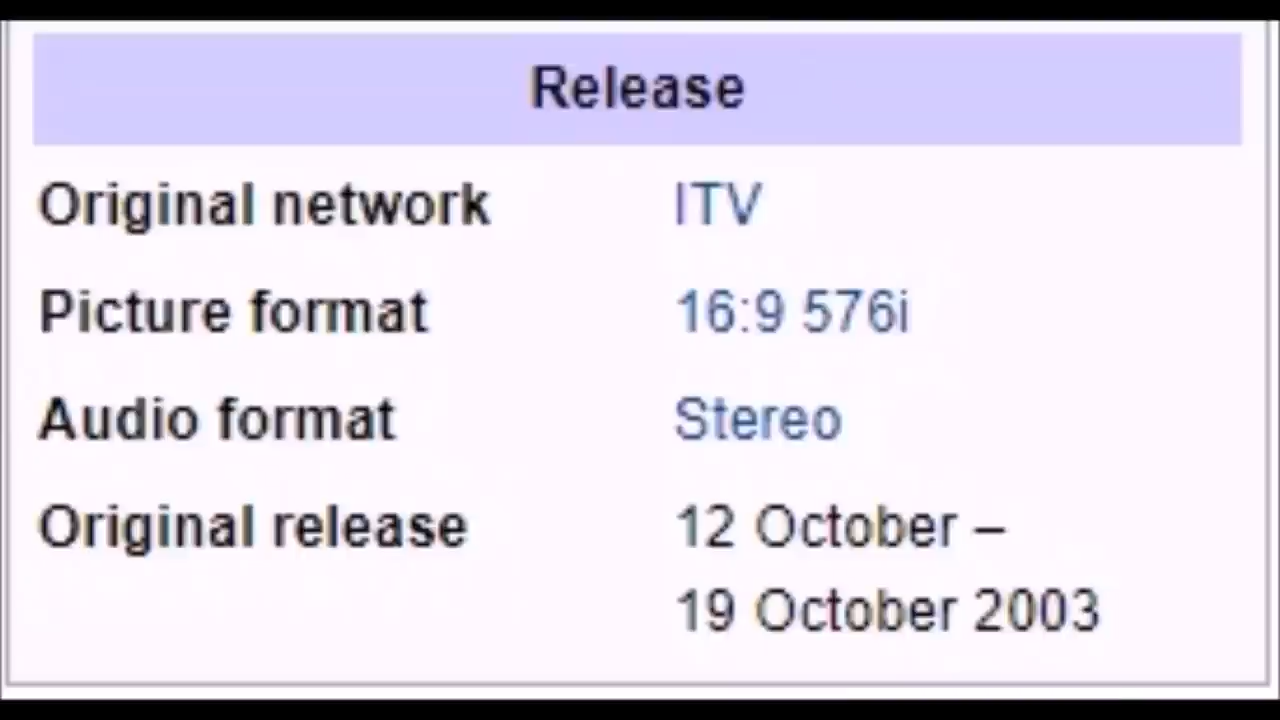 Release
Original network ITV
Picture format 16:9 576i
Audio format Stereo
Original release 12 October –
19 October 2003